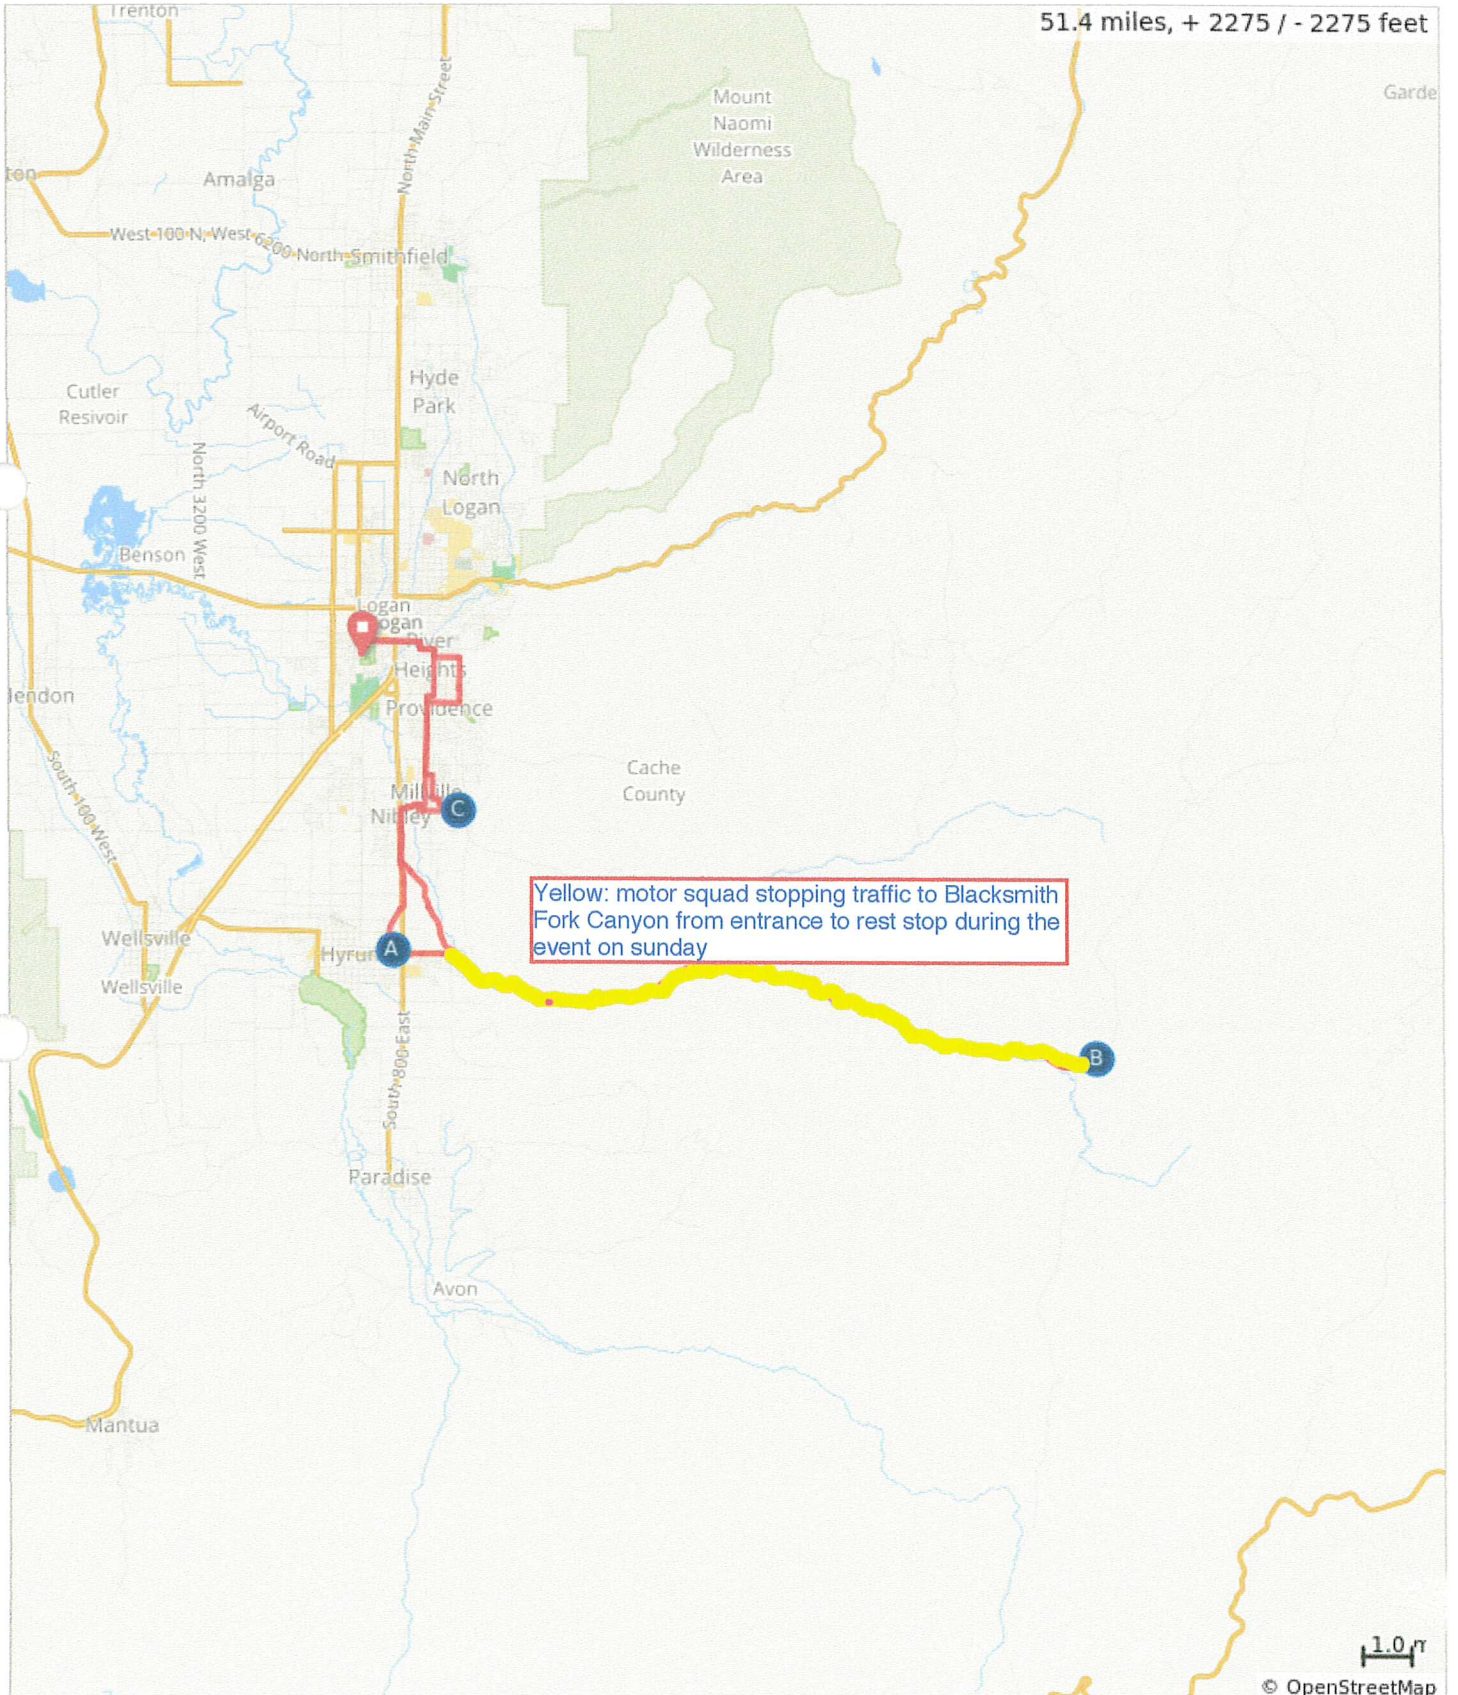 Trenton
51.4 miles, + 2275 / - 2275 feet
North Main Street
Mount
Naomi
Wilderness
Area
Garde
ton
Amalga
West 100 N, West 6200 North
Smithfield
Hyde
Park
Cutler
Resivoir
Airport Road
North 3200 West
North
Logan
Benson
Logan
ogan
River
Heights
lendon
Providence
South 100 West
Cache
County
Millville
Nibley
C
Yellow: motor squad stopping traffic to Blacksmith
Fork Canyon from entrance to rest stop during the
event on sunday
Wellsville
Hyrum
A
Wellsville
South 800 East
B
Paradise
Avon
Mantua
1.0 m
© OpenStreetMap